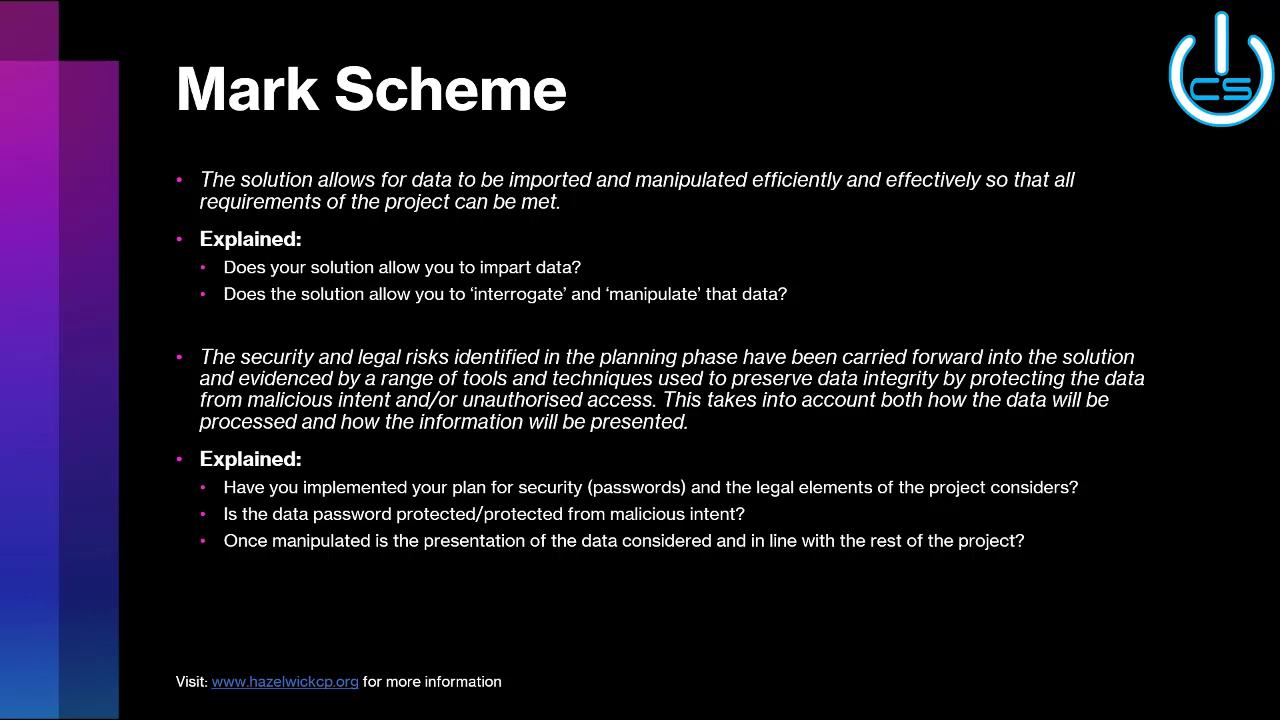 CS
Mark Scheme
• The solution allows for data to be imported and manipulated efficiently and effectively so that all
requirements of the project can be met.
• Explained:
• Does your solution allow you to impart data?
• Does the solution allow you to ‘interrogate’ and ‘manipulate’ that data?
• The security and legal risks identified in the planning phase have been carried forward into the solution
and evidenced by a range of tools and techniques used to preserve data integrity by protecting the data
from malicious intent and/or unauthorised access. This takes into account both how the data will be
processed and how the information will be presented.
• Explained:
• Have you implemented your plan for security (passwords) and the legal elements of the project considers?
• Is the data password protected/protected from malicious intent?
• Once manipulated is the presentation of the data considered and in line with the rest of the project?
Visit: www.hazelwickcp.org for more information